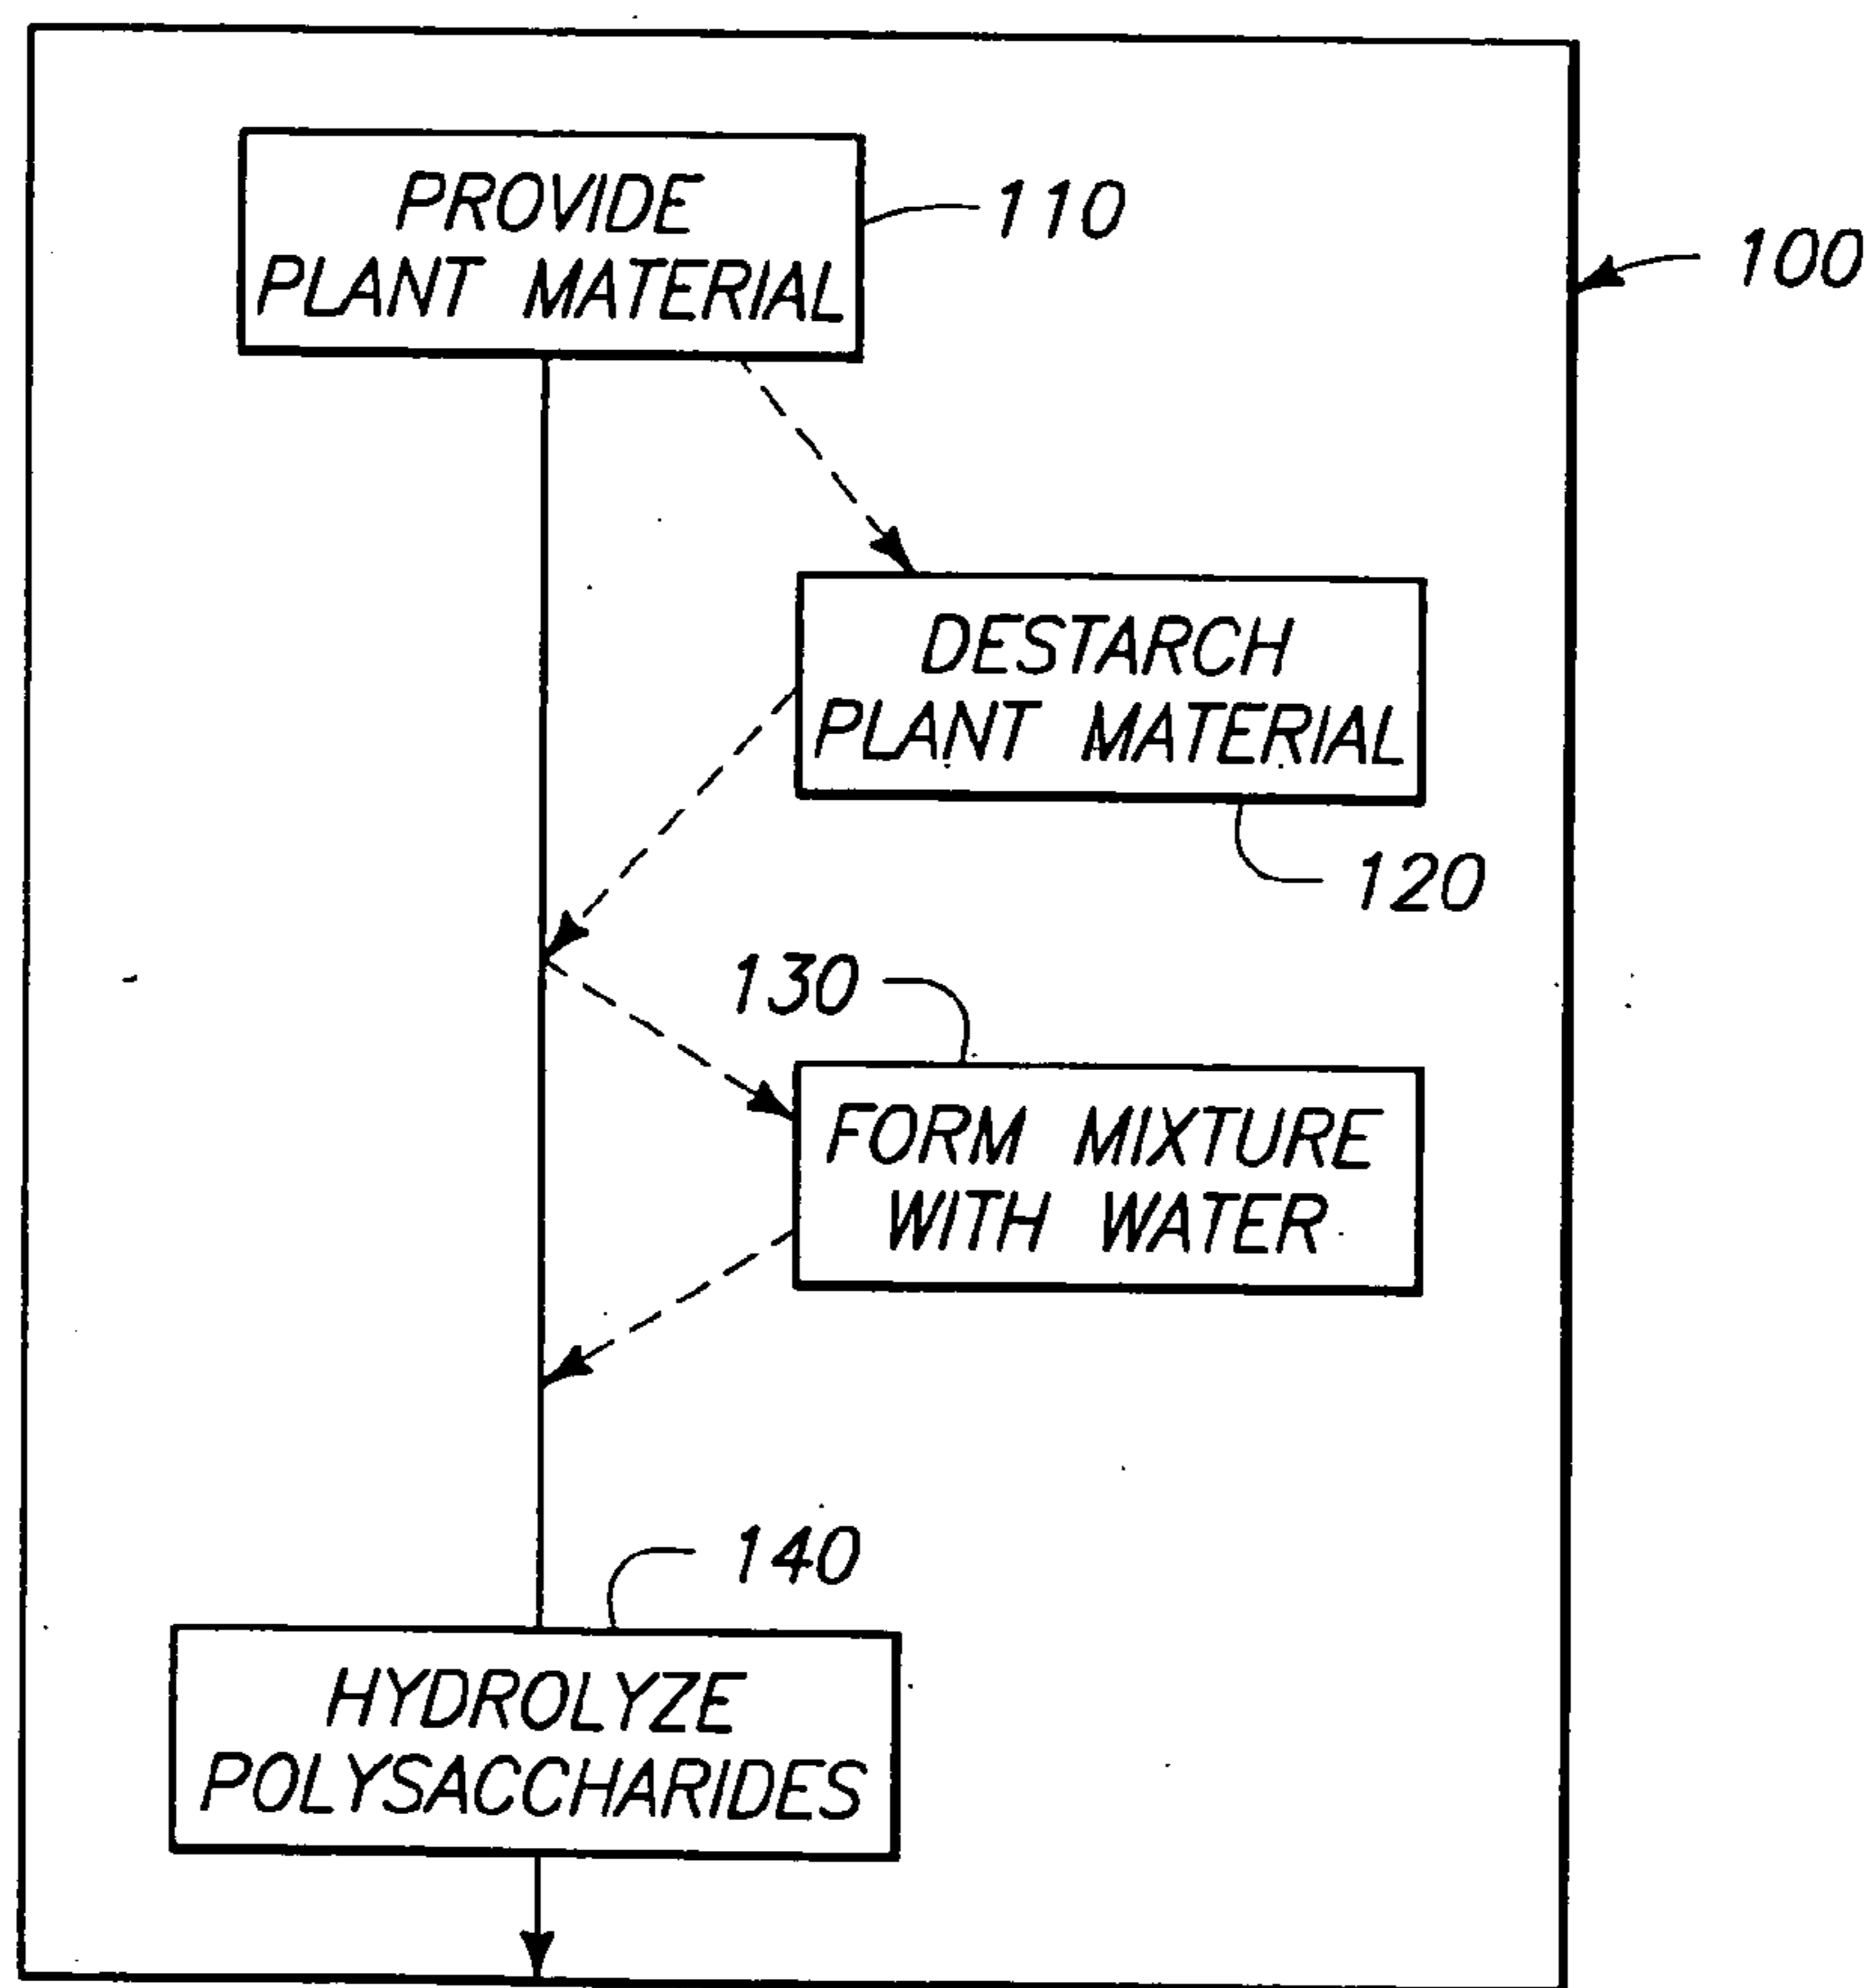 PROVIDE
PLANT MATERIAL
110
100
DESTARCH
PLANT MATERIAL
120
130
FORM MIXTURE
WITH WATER
140
HYDROLYZE
POLYSACCHARIDES